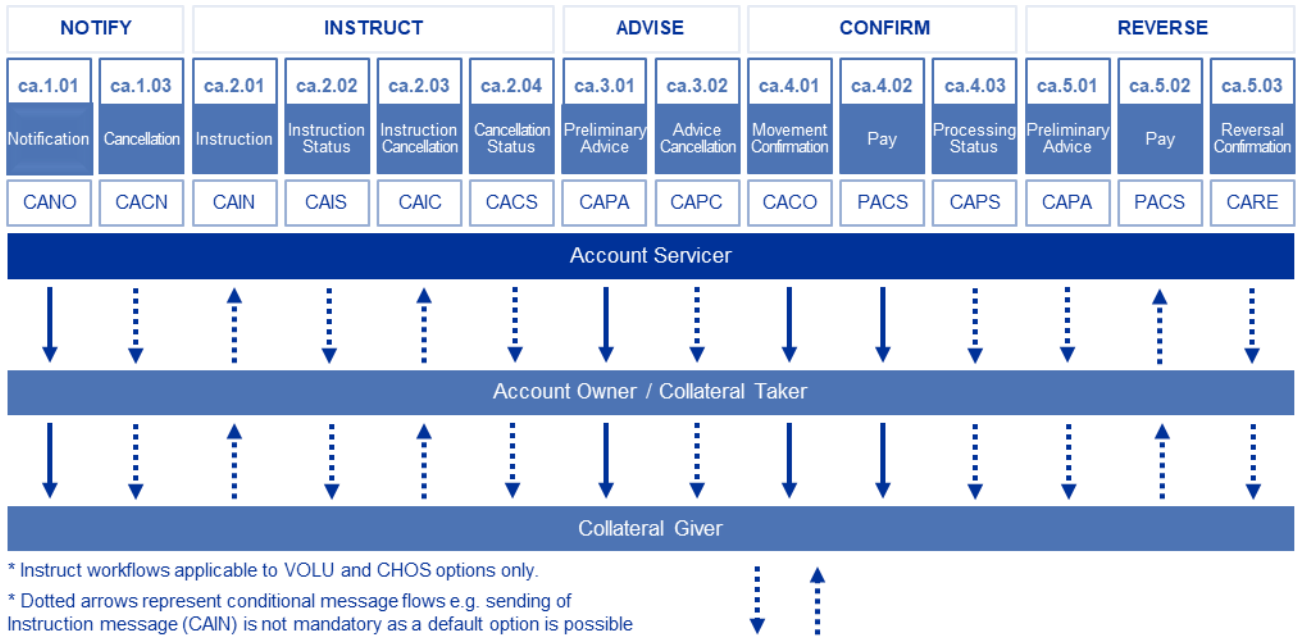 NOTIFY INSTRUCT ADVISE CONFIRM REVERSE
ca.1.01 ca.1.03 ca.2.01 ca.2.02 ca.2.03 ca.2.04 ca.3.01 ca.3.02 ca.4.01 ca.4.02 ca.4.03 ca.5.01 ca.5.02 ca.5.03
Notification Cancellation Instruction Instruction Status Instruction Cancellation Cancellation Status Preliminary Advice Advice Cancellation Movement Confirmation Pay Processing Status Preliminary Advice Pay Reversal Confirmation
CANO CACN CAIN CAIS CAIC CACS CAPA CAPC CACO PACS CAPS CAPA PACS CARE
Account Servicer
Account Owner / Collateral Taker
Collateral Giver
* Instruct workflows applicable to VOLU and CHOS options only.
* Dotted arrows represent conditional message flows e.g. sending of
Instruction message (CAIN) is not mandatory as a default option is possible